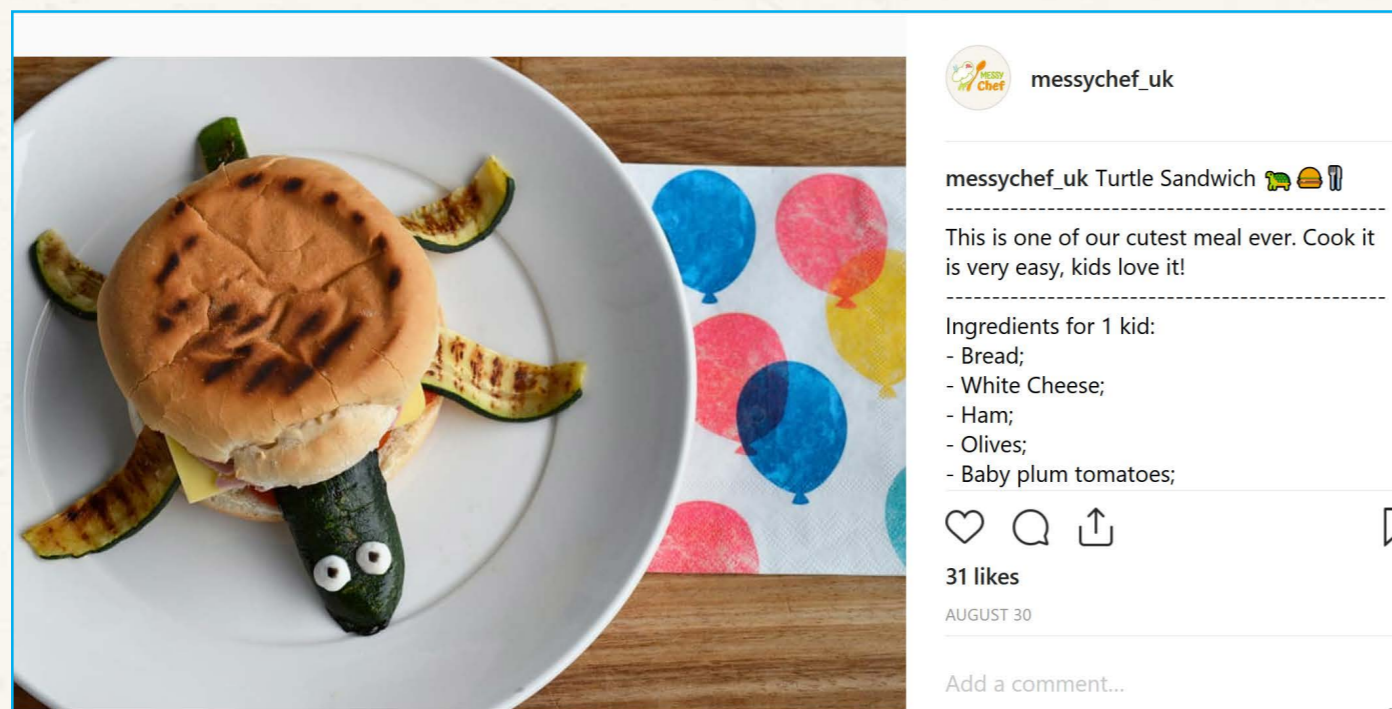 MESSY
Chef
messychef_uk
messychef_uk Turtle Sandwich 🐢🍔🍴
------------------------------------------------
This is one of our cutest meal ever. Cook it
is very easy, kids love it!
------------------------------------------------
Ingredients for 1 kid:
- Bread;
- White Cheese;
- Ham;
- Olives;
- Baby plum tomatoes;
31 likes
AUGUST 30
Add a comment...